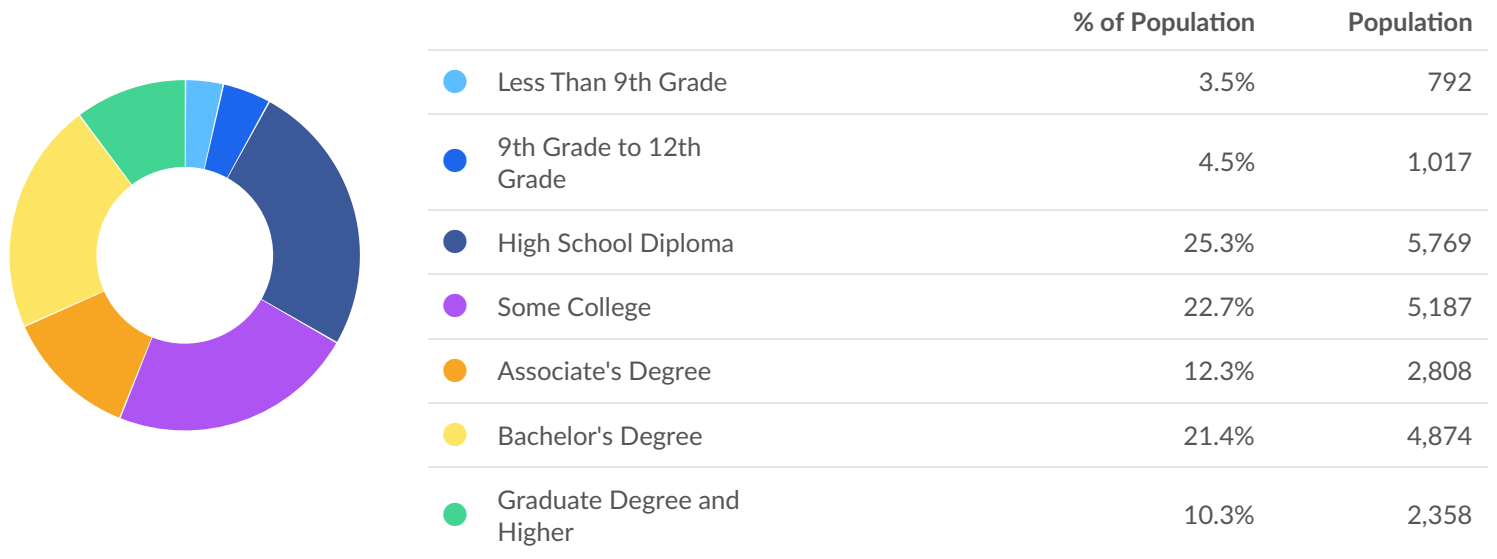 % of Population Population
Less Than 9th Grade 3.5% 792
9th Grade to 12th
Grade 4.5% 1,017
High School Diploma 25.3% 5,769
Some College 22.7% 5,187
Associate's Degree 12.3% 2,808
Bachelor's Degree 21.4% 4,874
Graduate Degree and
Higher 10.3% 2,358